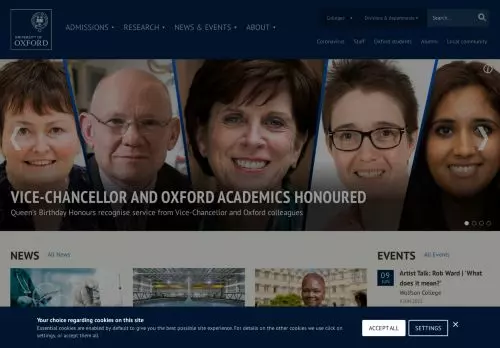 UNIVERSITY OF
OXFORD
ADMISSIONS
RESEARCH
NEWS & EVENTS
ABOUT
Colleges
Divisions & departments
Search...
Coronavirus
Staff
Oxford students
Alumni
Local community
VICE-CHANCELLOR AND OXFORD ACADEMICS HONOURED
Queen's Birthday Honours recognise service from Vice-Chancellor and Oxford colleagues
NEWS
All News
EVENTS
All Events
09
JUN
Artist Talk: Rob Ward | 'What
does it mean?'
Wolfson College
Your choice regarding cookies on this site
Essential cookies are enabled by default to give you the best possible site experience. For details on the other cookies we use click on
settings, or accept them all.
ACCEPT ALL
SETTINGS